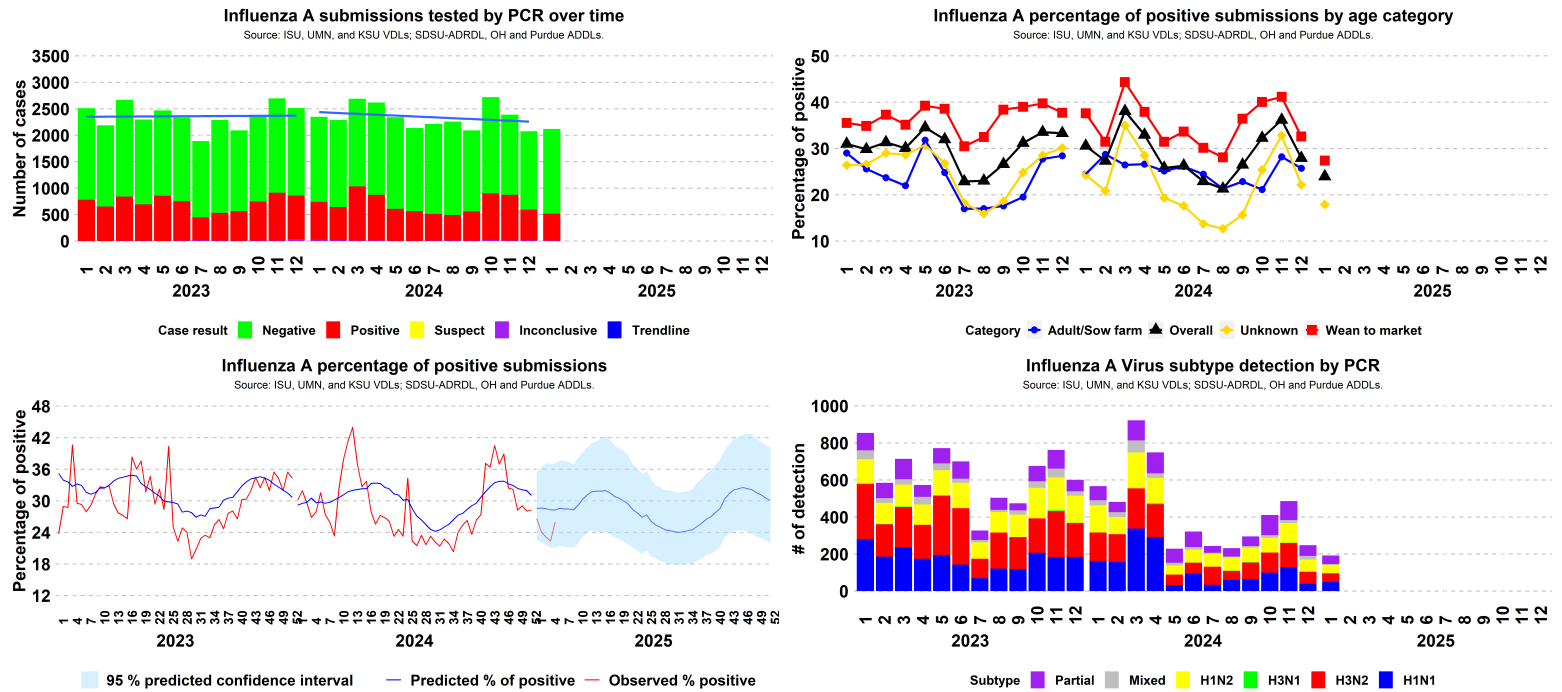 Influenza A submissions tested by PCR over time
Source: ISU, UMN, and KSU VDLs; SDSU-ADRDL, OH and Purdue ADDLs.
Number of cases
3500
3000
2500
2000
1500
1000
500
0
1 2 3 4 5 6 7 8 9 10 11 12 1 2 3 4 5 6 7 8 9 10 11 12 1 2 3 4 5 6 7 8 9 10 11 12
2023 2024 2025
Case result Negative Positive Suspect Inconclusive Trendline
Influenza A percentage of positive submissions by age category
Source: ISU, UMN, and KSU VDLs; SDSU-ADRDL, OH and Purdue ADDLs.
Percentage of positive
50
40
30
20
10
1 2 3 4 5 6 7 8 9 10 11 12 1 2 3 4 5 6 7 8 9 10 11 12 1 2 3 4 5 6 7 8 9 10 11 12
2023 2024 2025
Category Adult/Sow farm Overall Unknown Wean to market
Influenza A percentage of positive submissions
Source: ISU, UMN, and KSU VDLs; SDSU-ADRDL, OH and Purdue ADDLs.
Percentage of positive
48
42
36
30
24
18
12
1 4 7 10 13 16 19 22 25 28 31 34 37 40 43 46 49 52 1 4 7 10 13 16 19 22 25 28 31 34 37 40 43 46 49 52 1 4 7 10 13 16 19 22 25 28 31 34 37 40 43 46 49 52
2023 2024 2025
95 % predicted confidence interval Predicted % of positive Observed % positive
Influenza A Virus subtype detection by PCR
Source: ISU, UMN, and KSU VDLs; SDSU-ADRDL, OH and Purdue ADDLs.
# of detection
1000
800
600
400
200
0
1 2 3 4 5 6 7 8 9 10 11 12 1 2 3 4 5 6 7 8 9 10 11 12 1 2 3 4 5 6 7 8 9 10 11 12
2023 2024 2025
Subtype Partial Mixed H1N2 H3N1 H3N2 H1N1